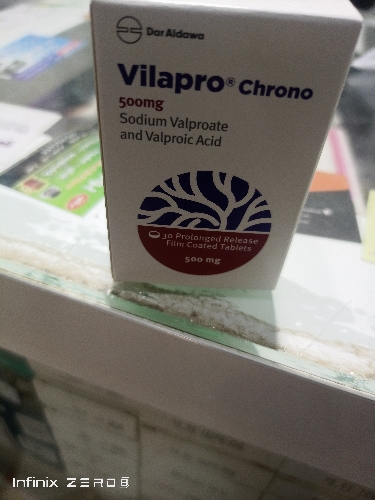 Dar Aldawa
Vilapro® Chrono
500mg
Sodium Valproate
and Valproic Acid
30 Prolonged Release
Film Coated Tablets
500 mg
Infinix ZERO 8